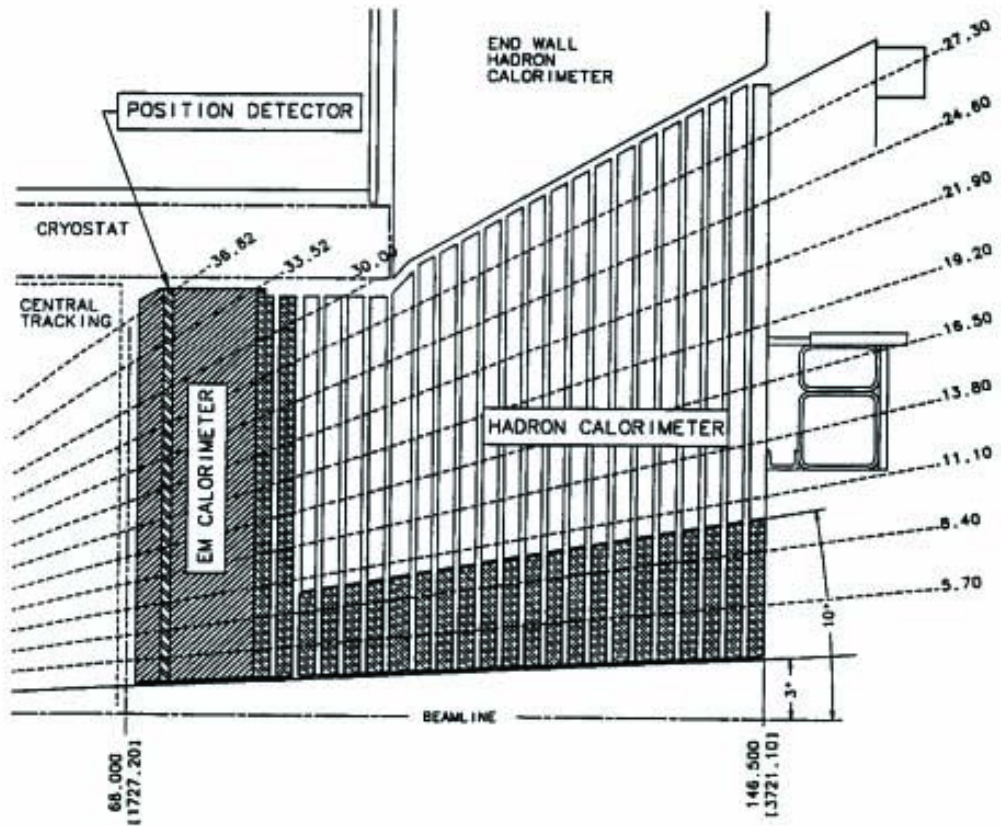 END WALL
HADRON
CALORIMETER
27.30
POSITION DETECTOR
24.60
21.90
CRYOSTAT
36.82
33.52
19.20
CENTRAL
TRACKING
16.50
EM CALORIMETER
13.80
HADRON CALORIMETER
11.10
8.40
5.70
10°
3°
BEAMLINE
68.000
[1727.20]
146.500
[3721.10]